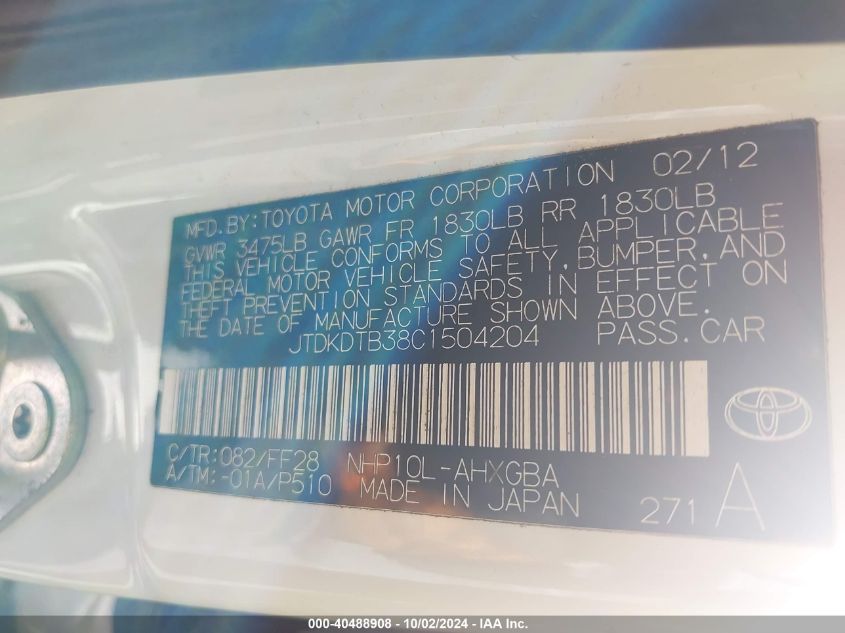 MFD. BY: TOYOTA MOTOR CORPORATION 02/12
GVWR 3475LB GAWR FR 1830LB RR 1830LB
THIS VEHICLE CONFORMS TO ALL APPLICABLE
FEDERAL MOTOR VEHICLE SAFETY, BUMPER, AND
THEFT PREVENTION STANDARDS IN EFFECT ON
THE DATE OF MANUFACTURE SHOWN ABOVE.
JTDKDTB38C1504204 PASS. CAR
C/TR: 082/FF28 NHP10L-AHXGBA
A/TM: -01A/P510 MADE IN JAPAN 271 A
000-40488908 / 10/02/2024 - IAA Inc.